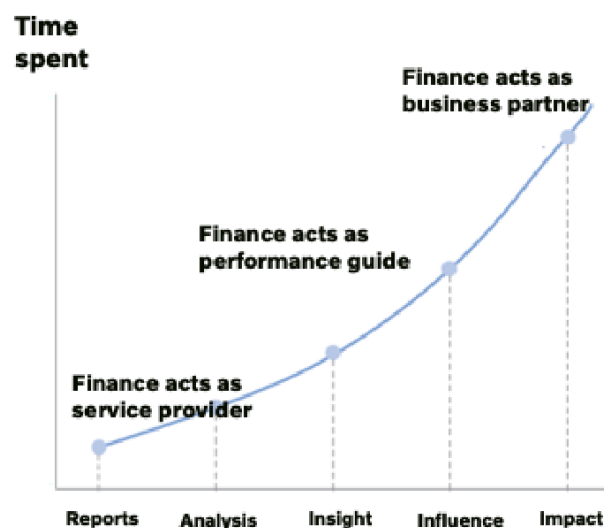 Time
spent
Finance acts as
business partner
Finance acts as
performance guide
Finance acts as
service provider
Reports Analysis Insight Influence Impact